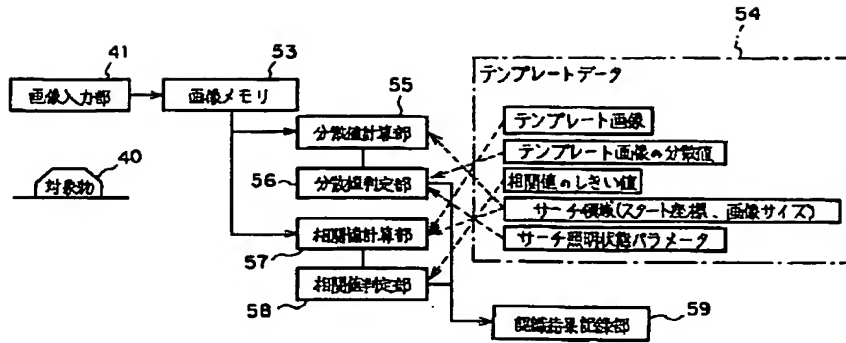 54
41
53
画像入力部
画像メモリ
テンプレートデータ
55
分散値計算部
テンプレート画像
40
対象物
テンプレート画像の分散値
56
分散値判定部
相関値のしきい値
サーチ領域(スタート座標、画像サイズ)
相関値計算部
サーチ照明状態パラメータ
57
相関値判定部
58
59
認識結果記録部